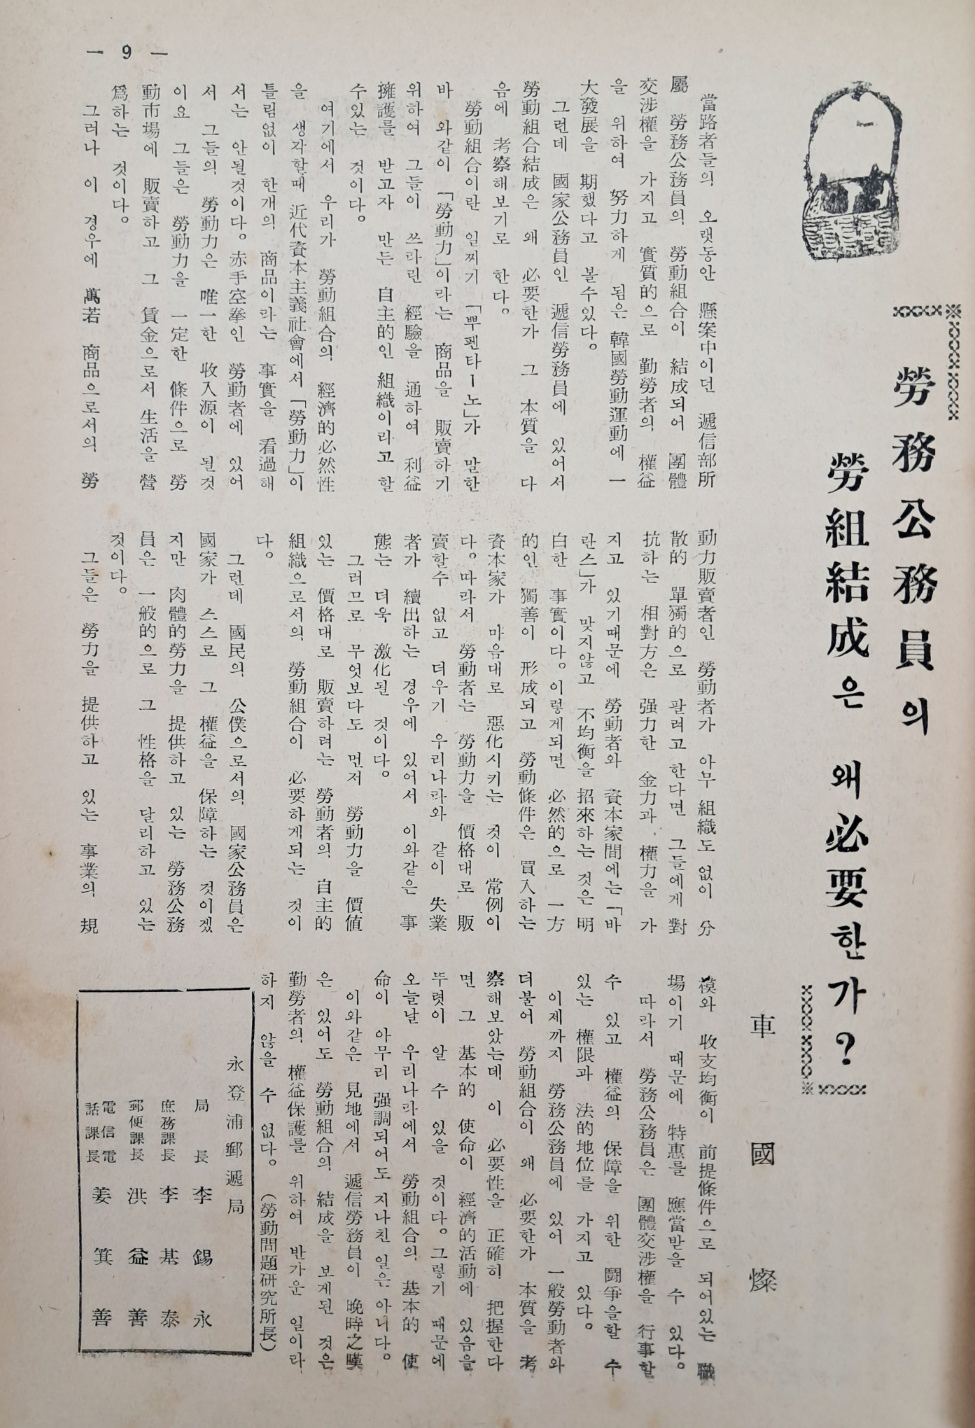 — 9 —
勞務公務員의
勞組結成은 왜 必要한가?
車國燦
當路者들의 오랫동안 懸案中이던 遞信部所
屬 勞務公務員의 勞動組合이 結成되어 團體
交涉權을 가지고 實質的으로 勤勞者의 權益
을 위하여 努力하게 됨은 韓國勞動運動에 一
大發展을 期했다고 볼수있다。
그런데 國家公務員인 遞信勞務員에 있어서
勞動組合結成은 왜 必要한가 그 本質을 다
음에 考察해보기로 한다。
勞動組合이란 일찌기 「뿌펜타ー노」가 말한
바 와같이 「勞動力」이라는 商品을 販賣하기
위하여 그들이 쓰라린 經驗을 通하여 利益
擁護를 받고자 만든 自主的인 組織이리고 할
수있는 것이다。
여기에서 우리가 勞動組合의 經濟的必然性
을 생각할때 近代資本主義社會에서 「勞動力」이
틀림없이 한개의 商品이라는 事實을 看過해
서는 안될것이다。赤手空拳인 勞動者에 있어
서 그들의 勞動力은 唯一한 收入源이 될것
이요 그들은 勞動力을 一定한 條件으로 勞
動市場에 販賣하고 그 賃金으로서 生活을 營
爲하는 것이다。
그러나 이 경우에 萬若 商品으로서의 勞
動力販賣者인 勞動者가 아무 組織도 없이 分
散的 單獨的으로 팔려고 한다면 그들에게 對
抗하는 相對方은 强力한 金力과 權力을 가
지고 있기때문에 勞動者와 資本家間에는 「바
란스」가 맞지않고 不均衡을 招來하는 것은 明
白한 事實이다。이렇게되면 必然的으로 一方
的인 獨善이 形成되고 勞動條件은 買入하는
資本家가 마음대로 惡化시키는 것이 常例이
다。따라서 勞動者는 勞動力을 價格대로 販
賣할수 없고 더우기 우리나라와 같이 失業
者가 續出하는 경우에 있어서 이와같은 事
態는 더욱 激化될 것이다。
그러므로 무엇보다도 먼저 勞動力을 價値
있는 價格대로 販賣하려는 勞動者의 自主的
組織으로서의 勞動組合이 必要하게되는 것이
다。
그런데 國民의 公僕으로서의 國家公務員은
國家가 스스로 그 權益을 保障하는 것이겠
지만 肉體的勞力을 提供하고 있는 勞務公務
員은 一般的으로 그 性格을 달리하고 있는
것이다。
그들은 勞力을 提供하고 있는 事業의 規
模와 收支均衡이 前提條件으로 되어있는 職
場이기 때문에 特惠를 應當받을 수 있다。
따라서 勞務公務員은 團體交涉權을 行事할
수 있고 權益의 保障을 위한 鬪爭을할 수
있는 權限과 法的地位를 가지고 있다。
이제까지 勞務公務員에 있어 一般勞動者와
더불어 勞動組合이 왜 必要한가 本質을 考
察해보았는데 이 必要性을 正確히 把握한다
면 그 基本的 使命이 經濟的活動에 있음을
뚜렷이 알 수 있을 것이다。그렇기 때문에
오늘날 우리나라에서 勞動組合의 基本的 使
命이 아무리 强調되어도 지나친 일은 아니다。
이와같은 見地에서 遞信勞務員이 晩時之嘆
은 있어도 勞動組合의 結成을 보게된 것은
勤勞者의 權益保護를 위하여 반가운 일이라
하지 않을 수 없다。 (勞動問題硏究所長)
永登浦郵遞局
局長 李錫永
庶務課長 李基泰
郵便課長 洪益善
電信電話課長 姜箕善